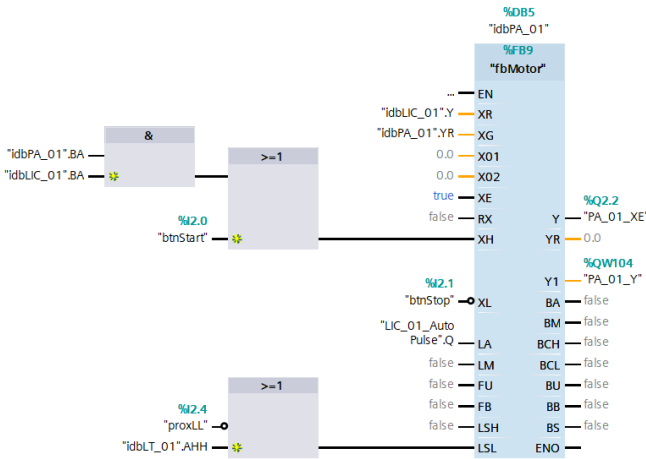 %DB5
"idbPA_01"
%FB9
"fbMotor"
... EN
"idbLIC_01".Y XR
& "idbPA_01".YR XG
"idbPA_01".BA >=1 0.0 X01
"idbLIC_01".BA 0.0 X02
true XE %Q2.2
%I2.0 false RX Y "PA_01_XE"
"btnStart" XH YR 0.0
%QW104
%I2.1 Y1 "PA_01_Y"
"btnStop" XL BA false
"LIC_01_Auto BM false
Pulse".Q LA BCH false
false LM BCL false
>=1 false FU BU false
%I2.4 false FB BB false
"proxLL" false LSH BS false
"idbLT_01".AHH LSL ENO